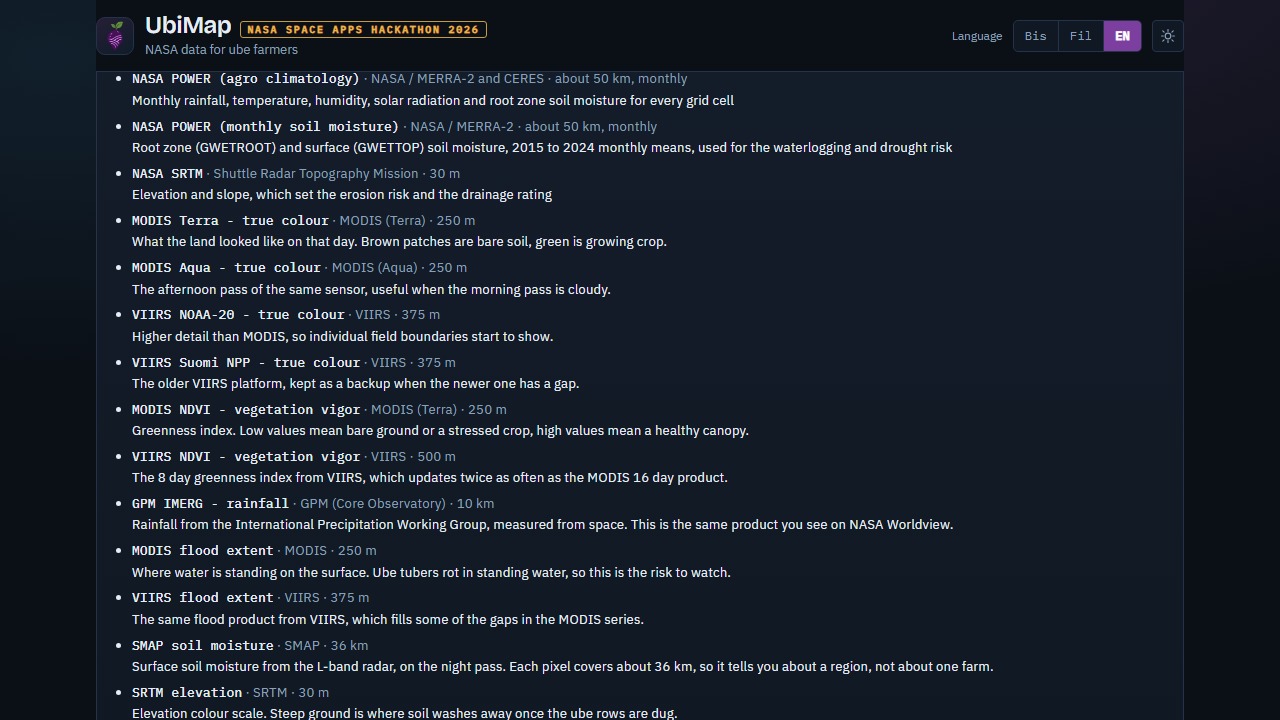 UbiMap NASA SPACE APPS HACKATHON 2026
NASA data for ube farmers
Language Bis Fil EN
NASA POWER (agro climatology) · NASA / MERRA-2 and CERES · about 50 km, monthly
Monthly rainfall, temperature, humidity, solar radiation and root zone soil moisture for every grid cell
NASA POWER (monthly soil moisture) · NASA / MERRA-2 · about 50 km, monthly
Root zone (GWETROOT) and surface (GWETTOP) soil moisture, 2015 to 2024 monthly means, used for the waterlogging and drought risk
NASA SRTM · Shuttle Radar Topography Mission · 30 m
Elevation and slope, which set the erosion risk and the drainage rating
MODIS Terra - true colour · MODIS (Terra) · 250 m
What the land looked like on that day. Brown patches are bare soil, green is growing crop.
MODIS Aqua - true colour · MODIS (Aqua) · 250 m
The afternoon pass of the same sensor, useful when the morning pass is cloudy.
VIIRS NOAA-20 - true colour · VIIRS · 375 m
Higher detail than MODIS, so individual field boundaries start to show.
VIIRS Suomi NPP - true colour · VIIRS · 375 m
The older VIIRS platform, kept as a backup when the newer one has a gap.
MODIS NDVI - vegetation vigor · MODIS (Terra) · 250 m
Greenness index. Low values mean bare ground or a stressed crop, high values mean a healthy canopy.
VIIRS NDVI - vegetation vigor · VIIRS · 500 m
The 8 day greenness index from VIIRS, which updates twice as often as the MODIS 16 day product.
GPM IMERG - rainfall · GPM (Core Observatory) · 10 km
Rainfall from the International Precipitation Working Group, measured from space. This is the same product you see on NASA Worldview.
MODIS flood extent · MODIS · 250 m
Where water is standing on the surface. Ube tubers rot in standing water, so this is the risk to watch.
VIIRS flood extent · VIIRS · 375 m
The same flood product from VIIRS, which fills some of the gaps in the MODIS series.
SMAP soil moisture · SMAP · 36 km
Surface soil moisture from the L-band radar, on the night pass. Each pixel covers about 36 km, so it tells you about a region, not about one farm.
SRTM elevation · SRTM · 30 m
Elevation colour scale. Steep ground is where soil washes away once the ube rows are dug.